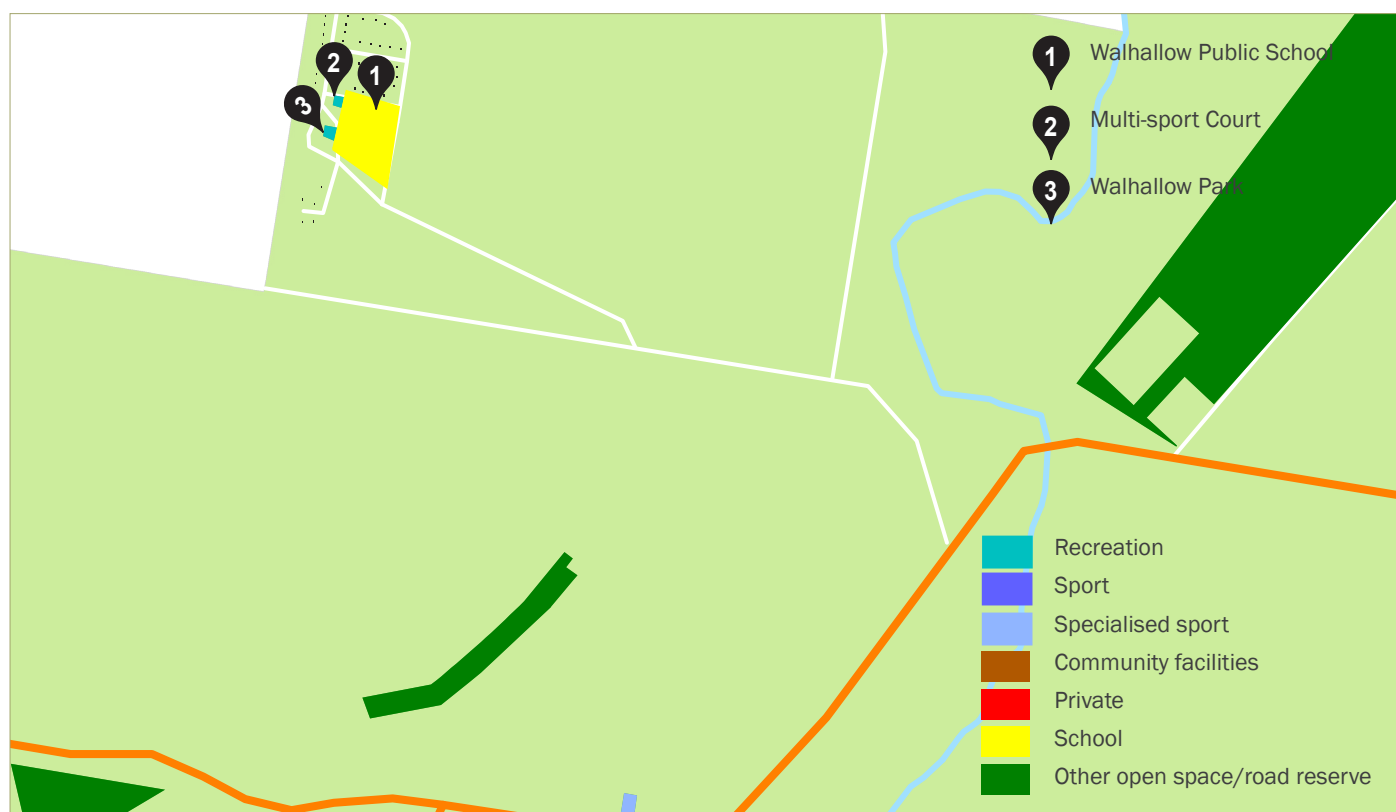 2
1
3
1 Walhallow Public School
2 Multi-sport Court
3 Walhallow Park
Recreation
Sport
Specialised sport
Community facilities
Private
School
Other open space/road reserve